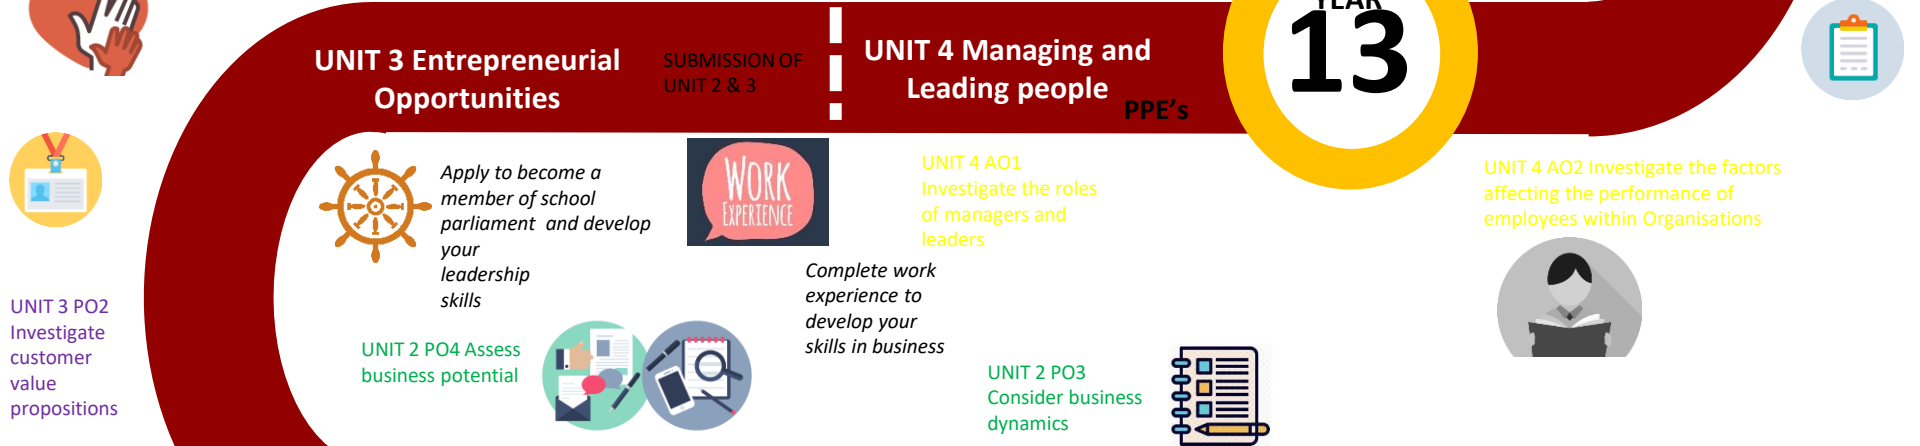 YEAR
13
UNIT 3 Entrepreneurial
Opportunities
SUBMISSION OF
UNIT 2 & 3
UNIT 4 Managing and
Leading people
PPE's
Apply to become a
member of school
parliament and develop
your
leadership
skills
WORK
EXPERIENCE
UNIT 4 AO1
Investigate the roles
of managers and
leaders
UNIT 4 AO2 Investigate the factors
affecting the performance of
employees within Organisations
Complete work
experience to
develop your
skills in business
UNIT 3 PO2
Investigate
customer
value
propositions
UNIT 2 PO4 Assess
business potential
UNIT 2 PO3
Consider business
dynamics